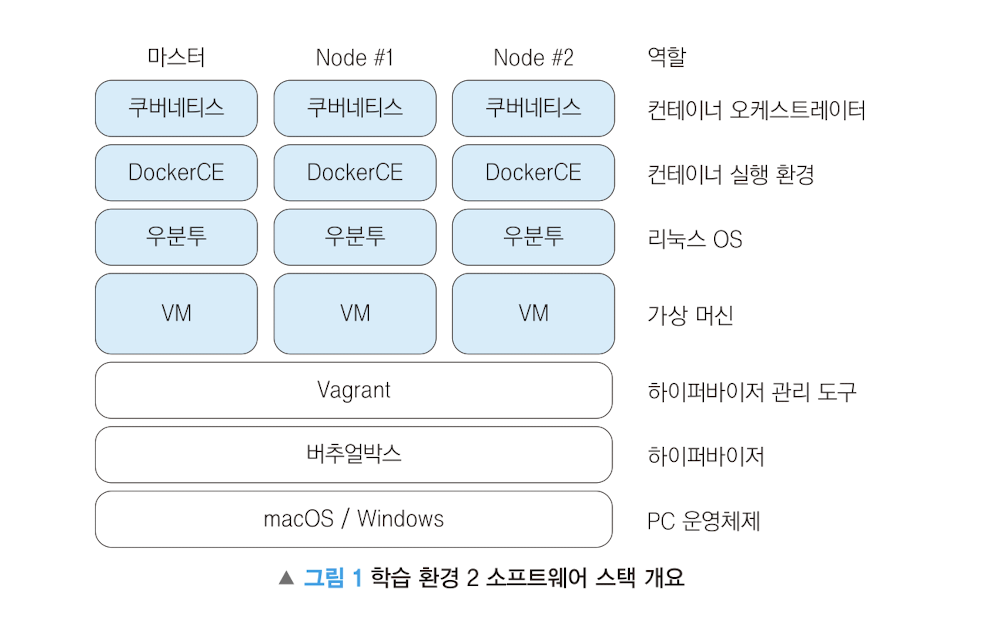 마스터 Node #1 Node #2 역할
쿠버네티스 쿠버네티스 쿠버네티스 컨테이너 오케스트레이터
DockerCE DockerCE DockerCE 컨테이너 실행 환경
우분투 우분투 우분투 리눅스 OS
VM VM VM 가상 머신
Vagrant 하이퍼바이저 관리 도구
버추얼박스 하이퍼바이저
macOS / Windows PC 운영체제
▲ 그림 1 학습 환경 2 소프트웨어 스택 개요